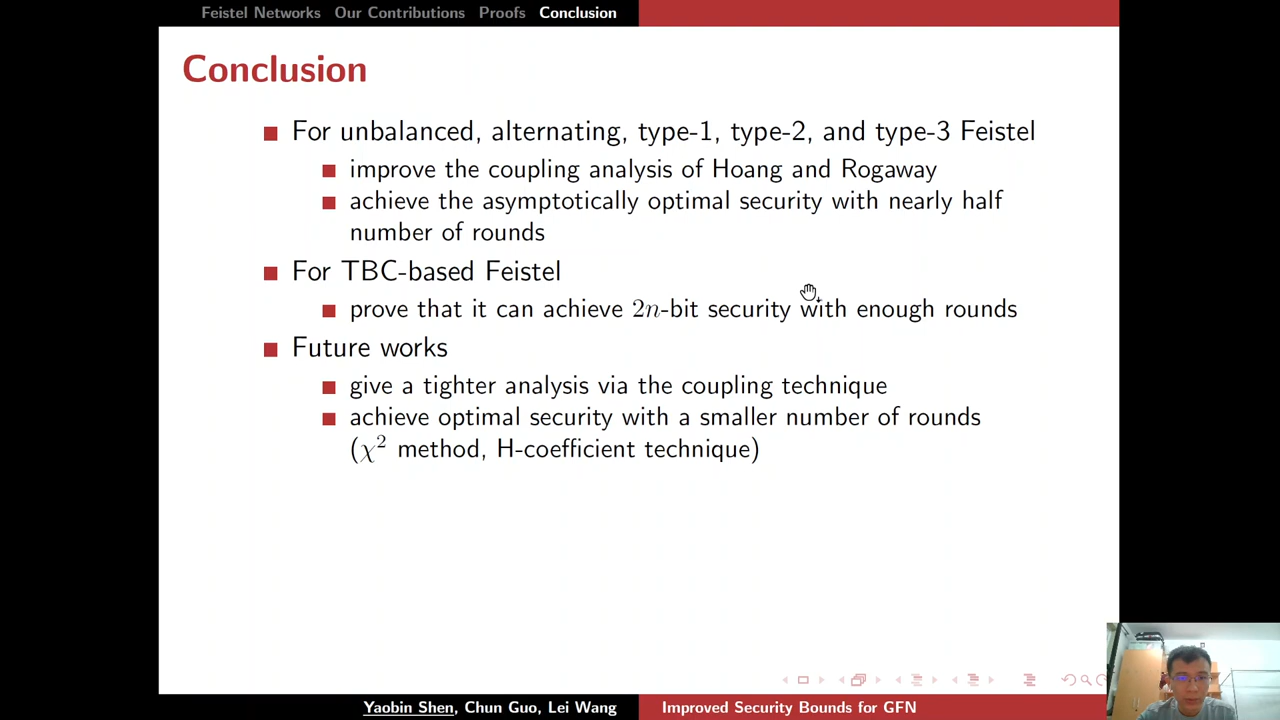 Feistel Networks Our Contributions Proofs Conclusion
Conclusion
For unbalanced, alternating, type-1, type-2, and type-3 Feistel
improve the coupling analysis of Hoang and Rogaway
achieve the asymptotically optimal security with nearly half
number of rounds
For TBC-based Feistel
prove that it can achieve 2n-bit security with enough rounds
Future works
give a tighter analysis via the coupling technique
achieve optimal security with a smaller number of rounds
(χ² method, H-coefficient technique)
Yaobin Shen, Chun Guo, Lei Wang Improved Security Bounds for GFN